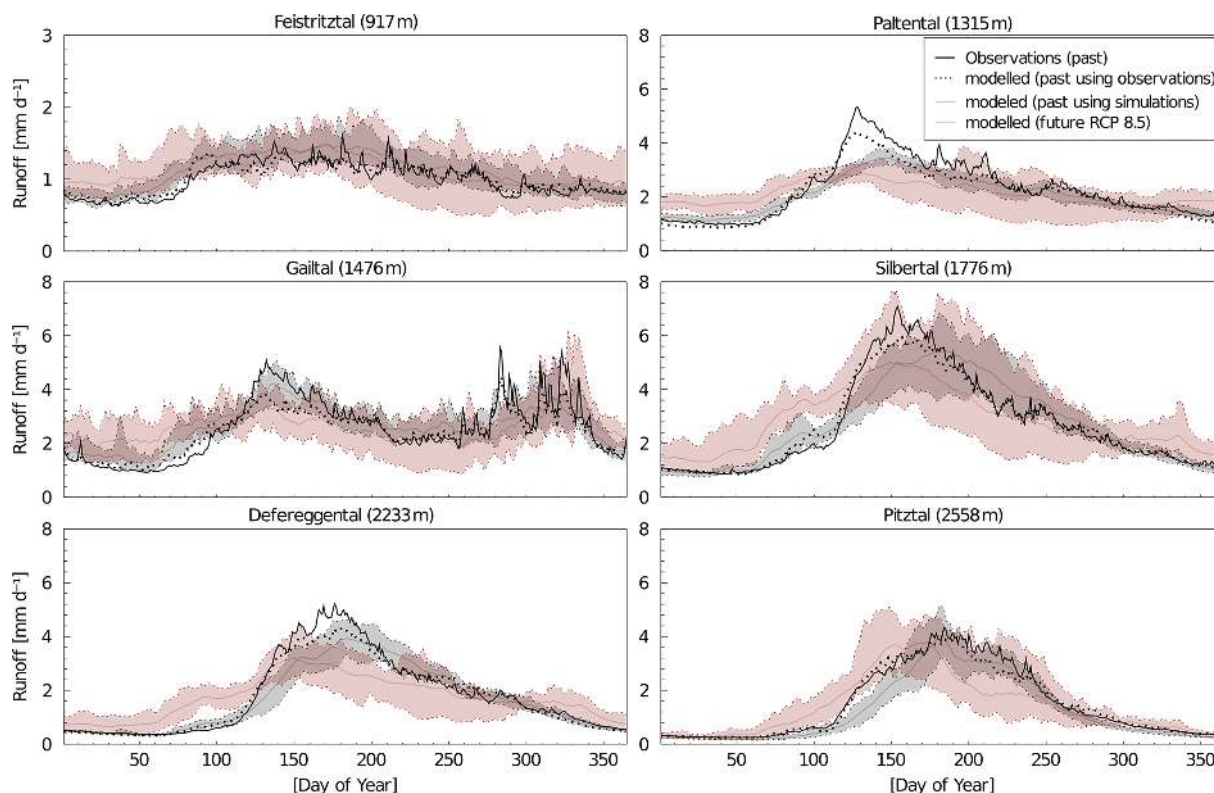 Feistritztal (917 m)
Paltental (1315 m)
3
2
1
0
Runoff [mm d⁻¹]
8
6
4
2
0
Observations (past)
modelled (past using observations)
modeled (past using simulations)
modelled (future RCP 8.5)
Gailtal (1476 m)
Silbertal (1776 m)
8
6
4
2
0
Runoff [mm d⁻¹]
8
6
4
2
0
Defereggental (2233 m)
Pitztal (2558 m)
8
6
4
2
0
Runoff [mm d⁻¹]
8
6
4
2
0
50 100 150 200 250 300 350
50 100 150 200 250 300 350
[Day of Year]
[Day of Year]